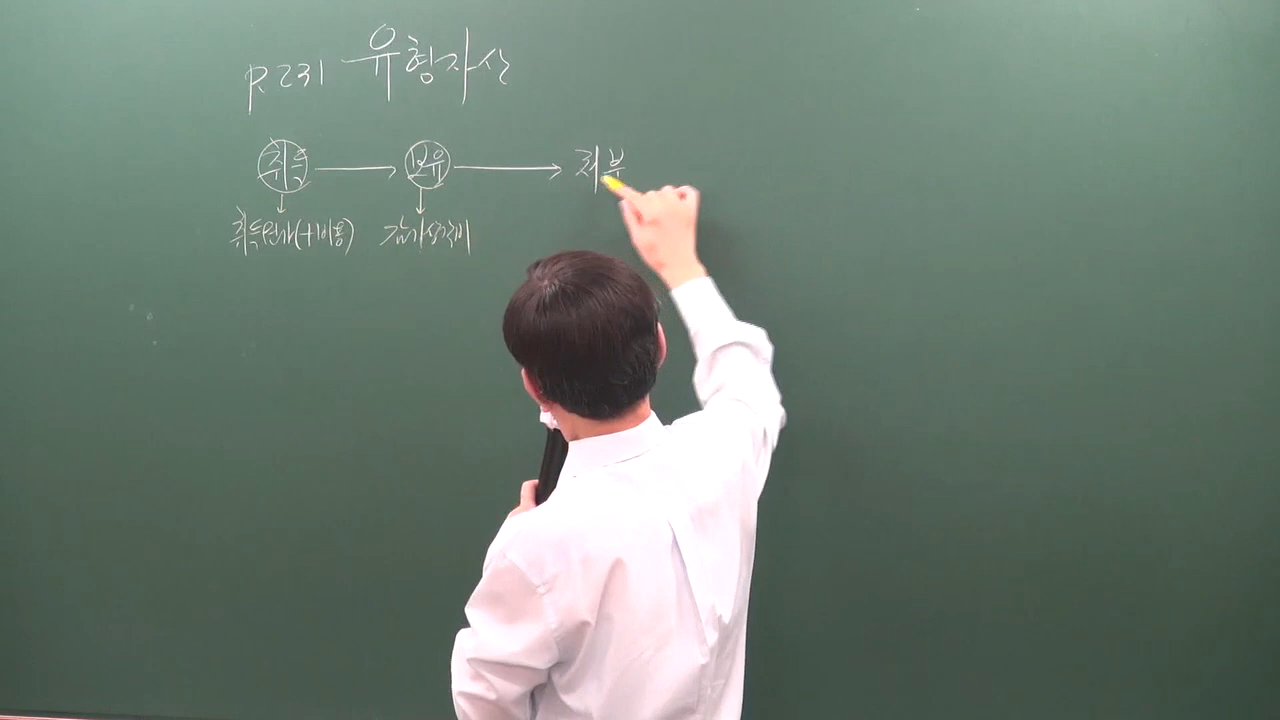 P.231 유형자산
취득 → 보유 → 처분
↓ ↓
취득원가(+비용) 감가상각비